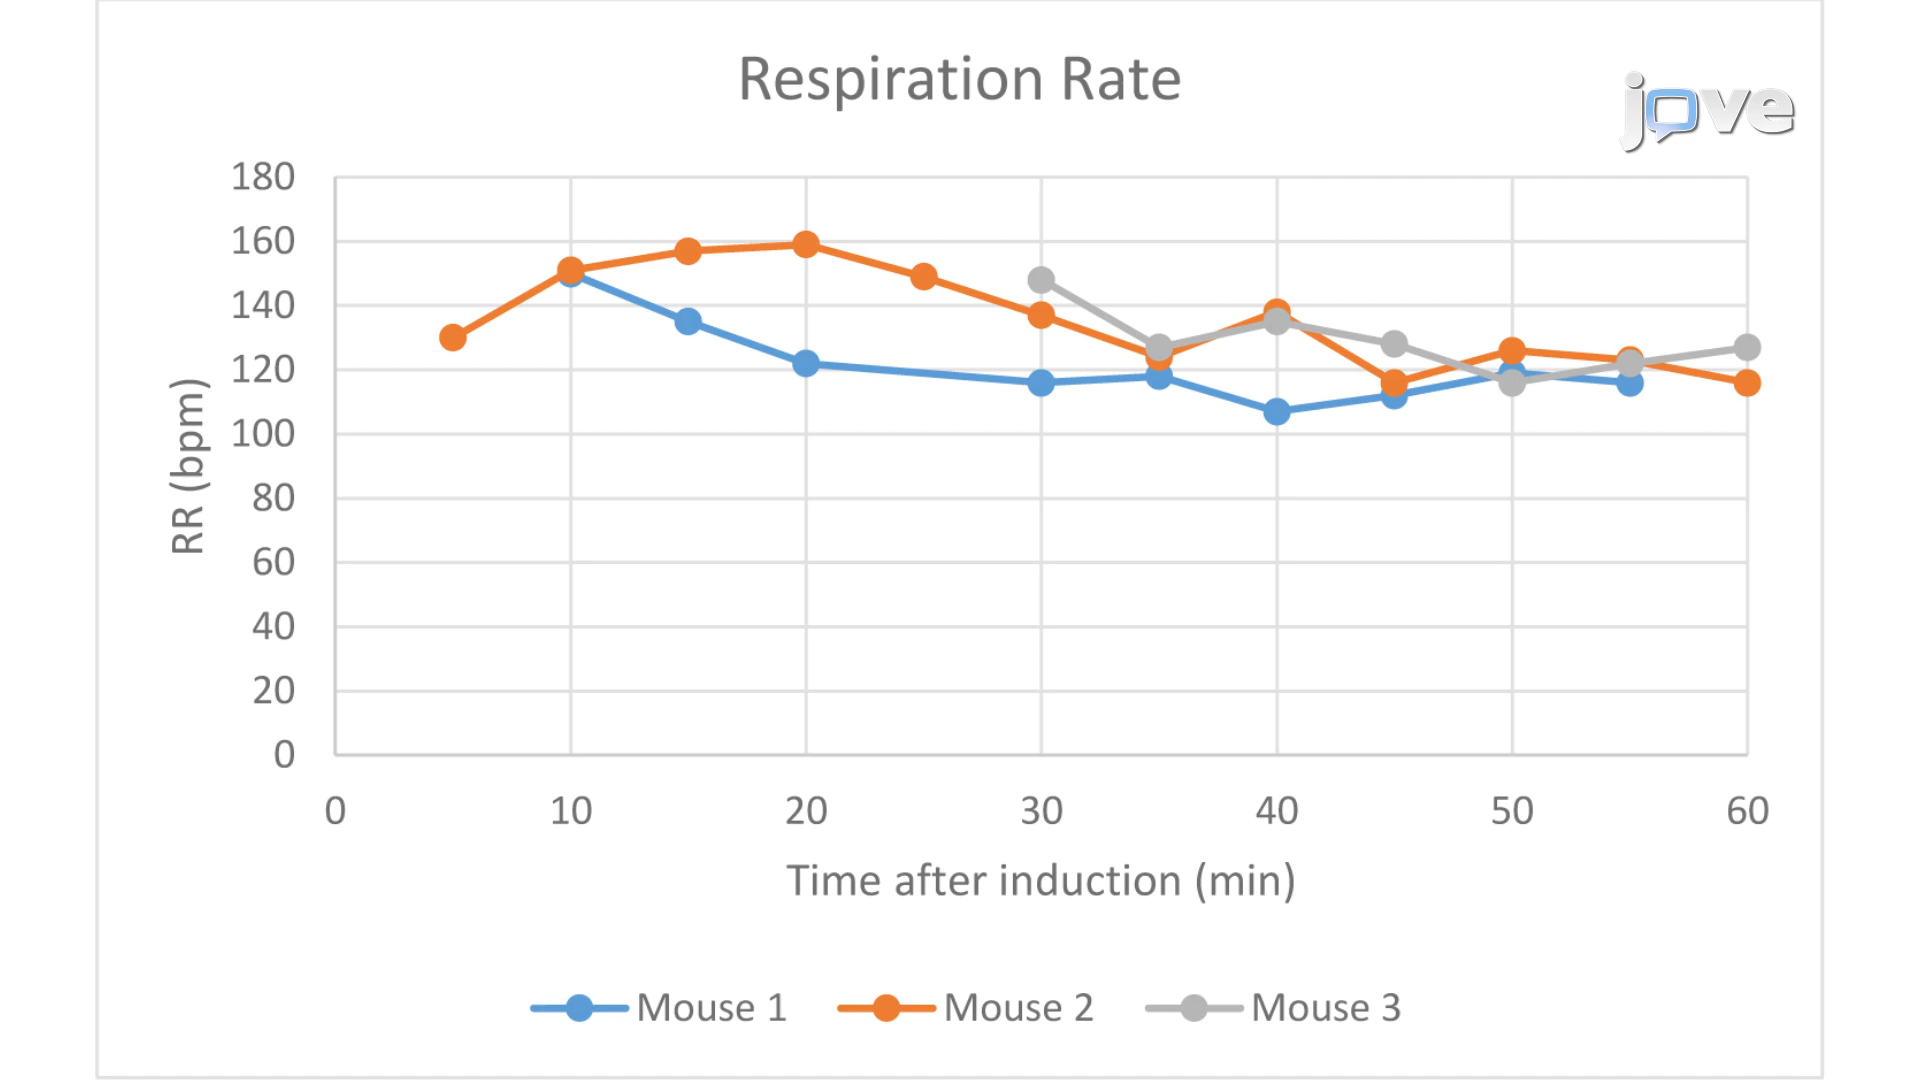 Respiration Rate
jove
180
160
140
120
100
80
60
40
20
0
RR (bpm)
0 10 20 30 40 50 60
Time after induction (min)
Mouse 1 Mouse 2 Mouse 3